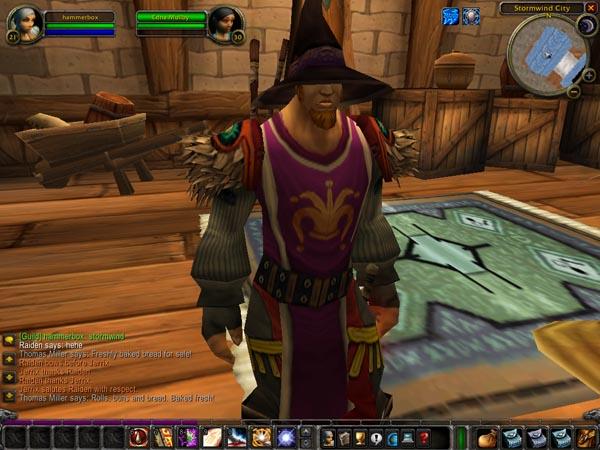 hammerbox
21
Edna Mullby
30
Stormwind City
N
[Guild] hammerbox: stormwind
Raiden says: hehe
Thomas Miller says: Freshly baked bread for sale!
Raiden bows before Jerrix.
Jerrix thanks Raiden.
Raiden thanks Jerrix.
Jerrix salutes Raiden with respect.
Thomas Miller says: Rolls, buns and bread. Baked fresh!